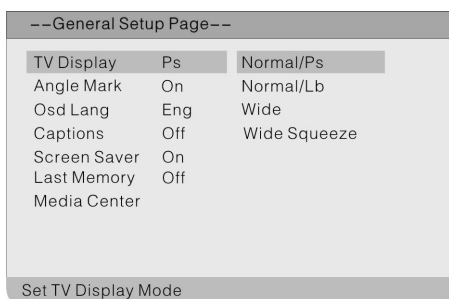 --General Setup Page--
TV Display Ps Normal/Ps
Angle Mark On Normal/Lb
Osd Lang Eng Wide
Captions Off Wide Squeeze
Screen Saver On
Last Memory Off
Media Center
Set TV Display Mode